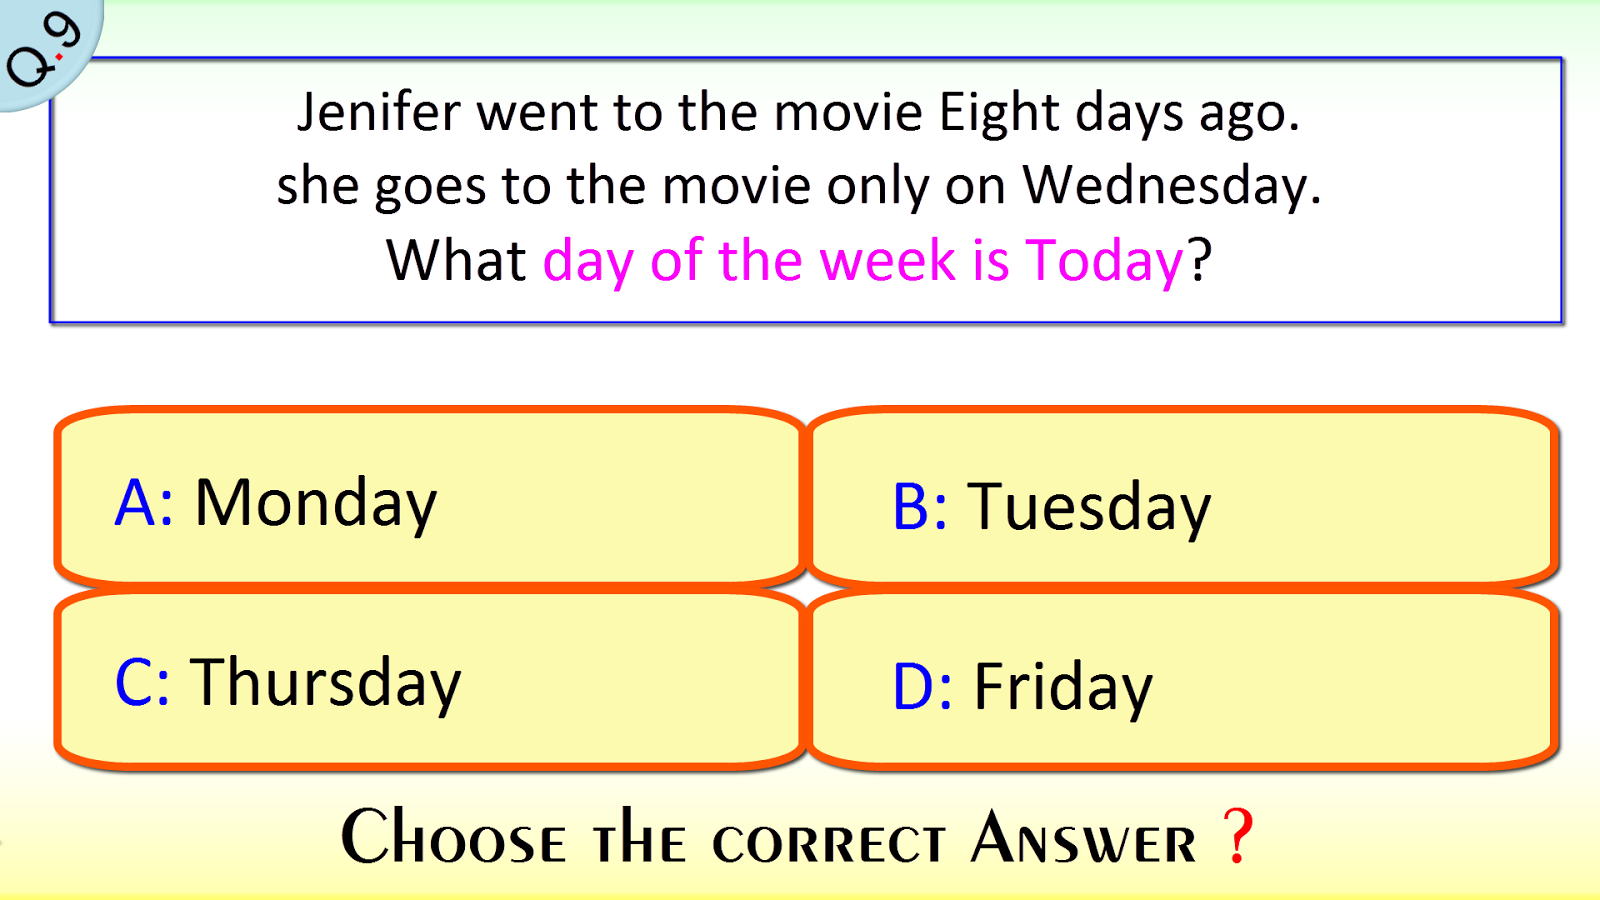 Q.9
Jenifer went to the movie Eight days ago.
she goes to the movie only on Wednesday.
What day of the week is Today?
A: Monday
B: Tuesday
C: Thursday
D: Friday
Choose the correct Answer ?